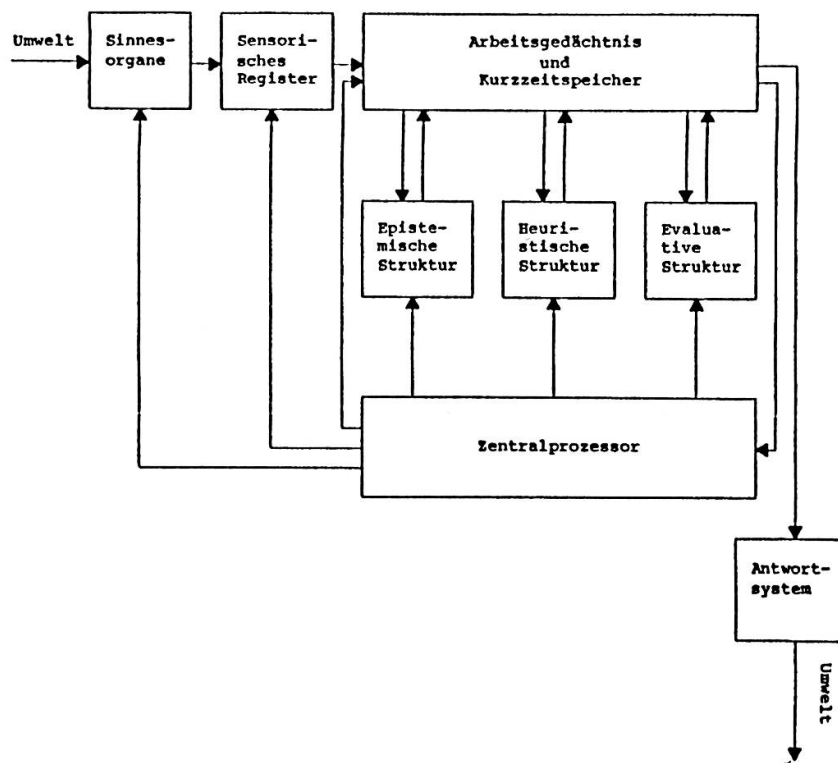 Umwelt
Sinnes-
organe
Sensori-
sches
Register
Arbeitsgedächtnis
und
Kurzzeitspeicher
Episte-
mische
Struktur
Heuri-
stische
Struktur
Evalua-
tive
Struktur
Zentralprozessor
Antwort-
system
Umwelt